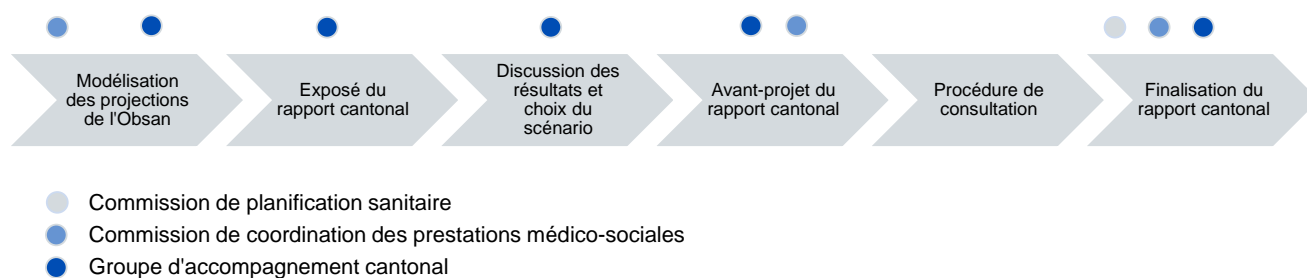 Modélisation
des projections
de l'Obsan
Exposé du
rapport cantonal
Discussion des
résultats et
choix du
scénario
Avant-projet du
rapport cantonal
Procédure de
consultation
Finalisation du
rapport cantonal
Commission de planification sanitaire
Commission de coordination des prestations médico-sociales
Groupe d'accompagnement cantonal